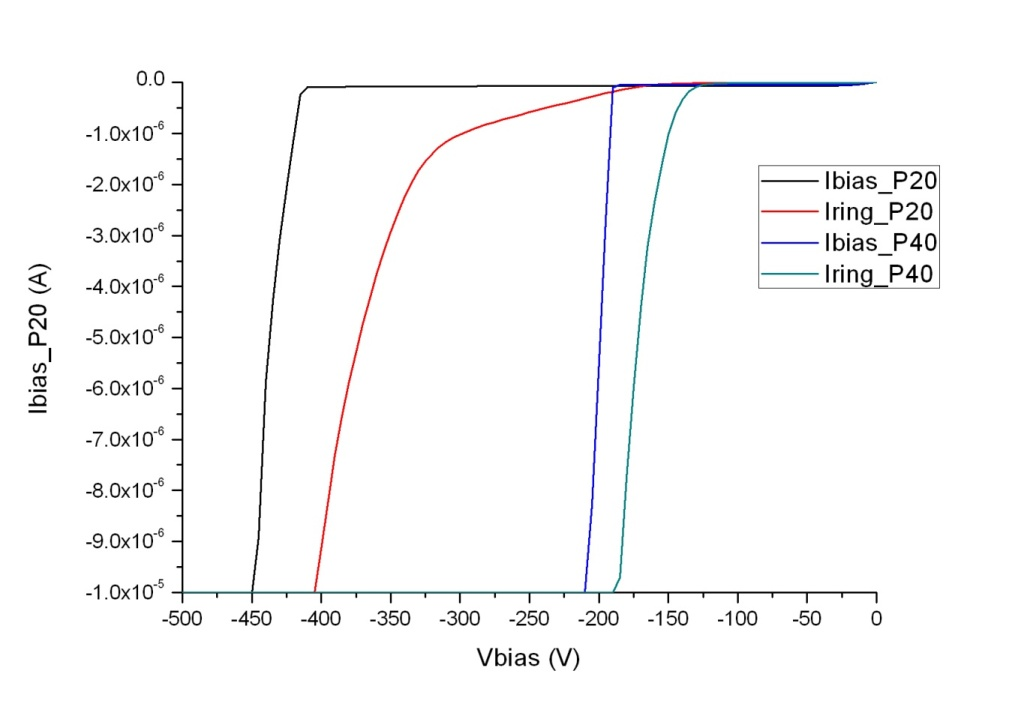 0.0
-1.0x10⁻⁶
-2.0x10⁻⁶
-3.0x10⁻⁶
-4.0x10⁻⁶
-5.0x10⁻⁶
-6.0x10⁻⁶
-7.0x10⁻⁶
-8.0x10⁻⁶
-9.0x10⁻⁶
-1.0x10⁻⁵
Ibias_P20 (A)
Ibias_P20
Iring_P20
Ibias_P40
Iring_P40
-500 -450 -400 -350 -300 -250 -200 -150 -100 -50 0
Vbias (V)